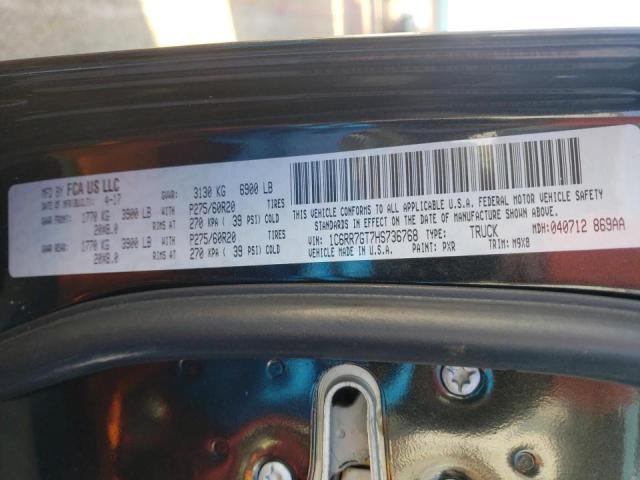 MFD BY FCA US LLC GVWR: 3130 KG 6900 LB
DATE OF MFR/BUILT: 4-17
GAWR FRONT: 1770 KG 3900 LB WITH P275/60R20 TIRES
20X8.0 RIMS AT 270 KPA ( 39 PSI) COLD
GAWR REAR: 1770 KG 3900 LB WITH P275/60R20 TIRES
20X8.0 RIMS AT 270 KPA ( 39 PSI) COLD
THIS VEHICLE CONFORMS TO ALL APPLICABLE U.S.A. FEDERAL MOTOR VEHICLE SAFETY
STANDARDS IN EFFECT ON THE DATE OF MANUFACTURE SHOWN ABOVE.
VIN: 1C6RR7GT7HS736768 TYPE: TRUCK MDH: 040712 869AA
VEHICLE MADE IN U.S.A. PAINT: PXR TRIM: M9X8